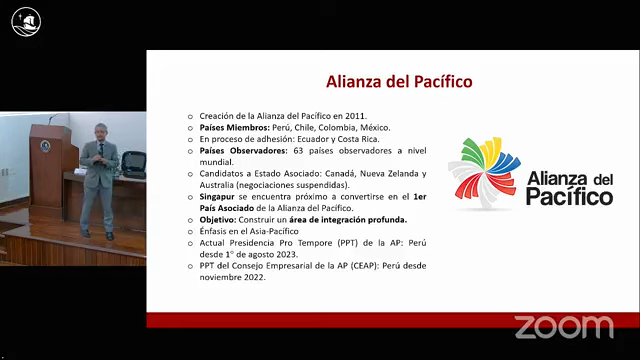 Alianza del Pacífico
o Creación de la Alianza del Pacífico en 2011.
o Países Miembros: Perú, Chile, Colombia, México.
o En proceso de adhesión: Ecuador y Costa Rica.
o Países Observadores: 63 países observadores a nivel
mundial.
o Candidatos a Estado Asociado: Canadá, Nueva Zelanda y
Australia (negociaciones suspendidas).
o Singapur se encuentra próximo a convertirse en el 1er
País Asociado de la Alianza del Pacífico.
o Objetivo: Construir un área de integración profunda.
o Énfasis en el Asia-Pacífico
o Actual Presidencia Pro Tempore (PPT) de la AP: Perú
desde 1° de agosto 2023.
o PPT del Consejo Empresarial de la AP (CEAP): Perú desde
noviembre 2022.
Alianza del
Pacífico
zoom